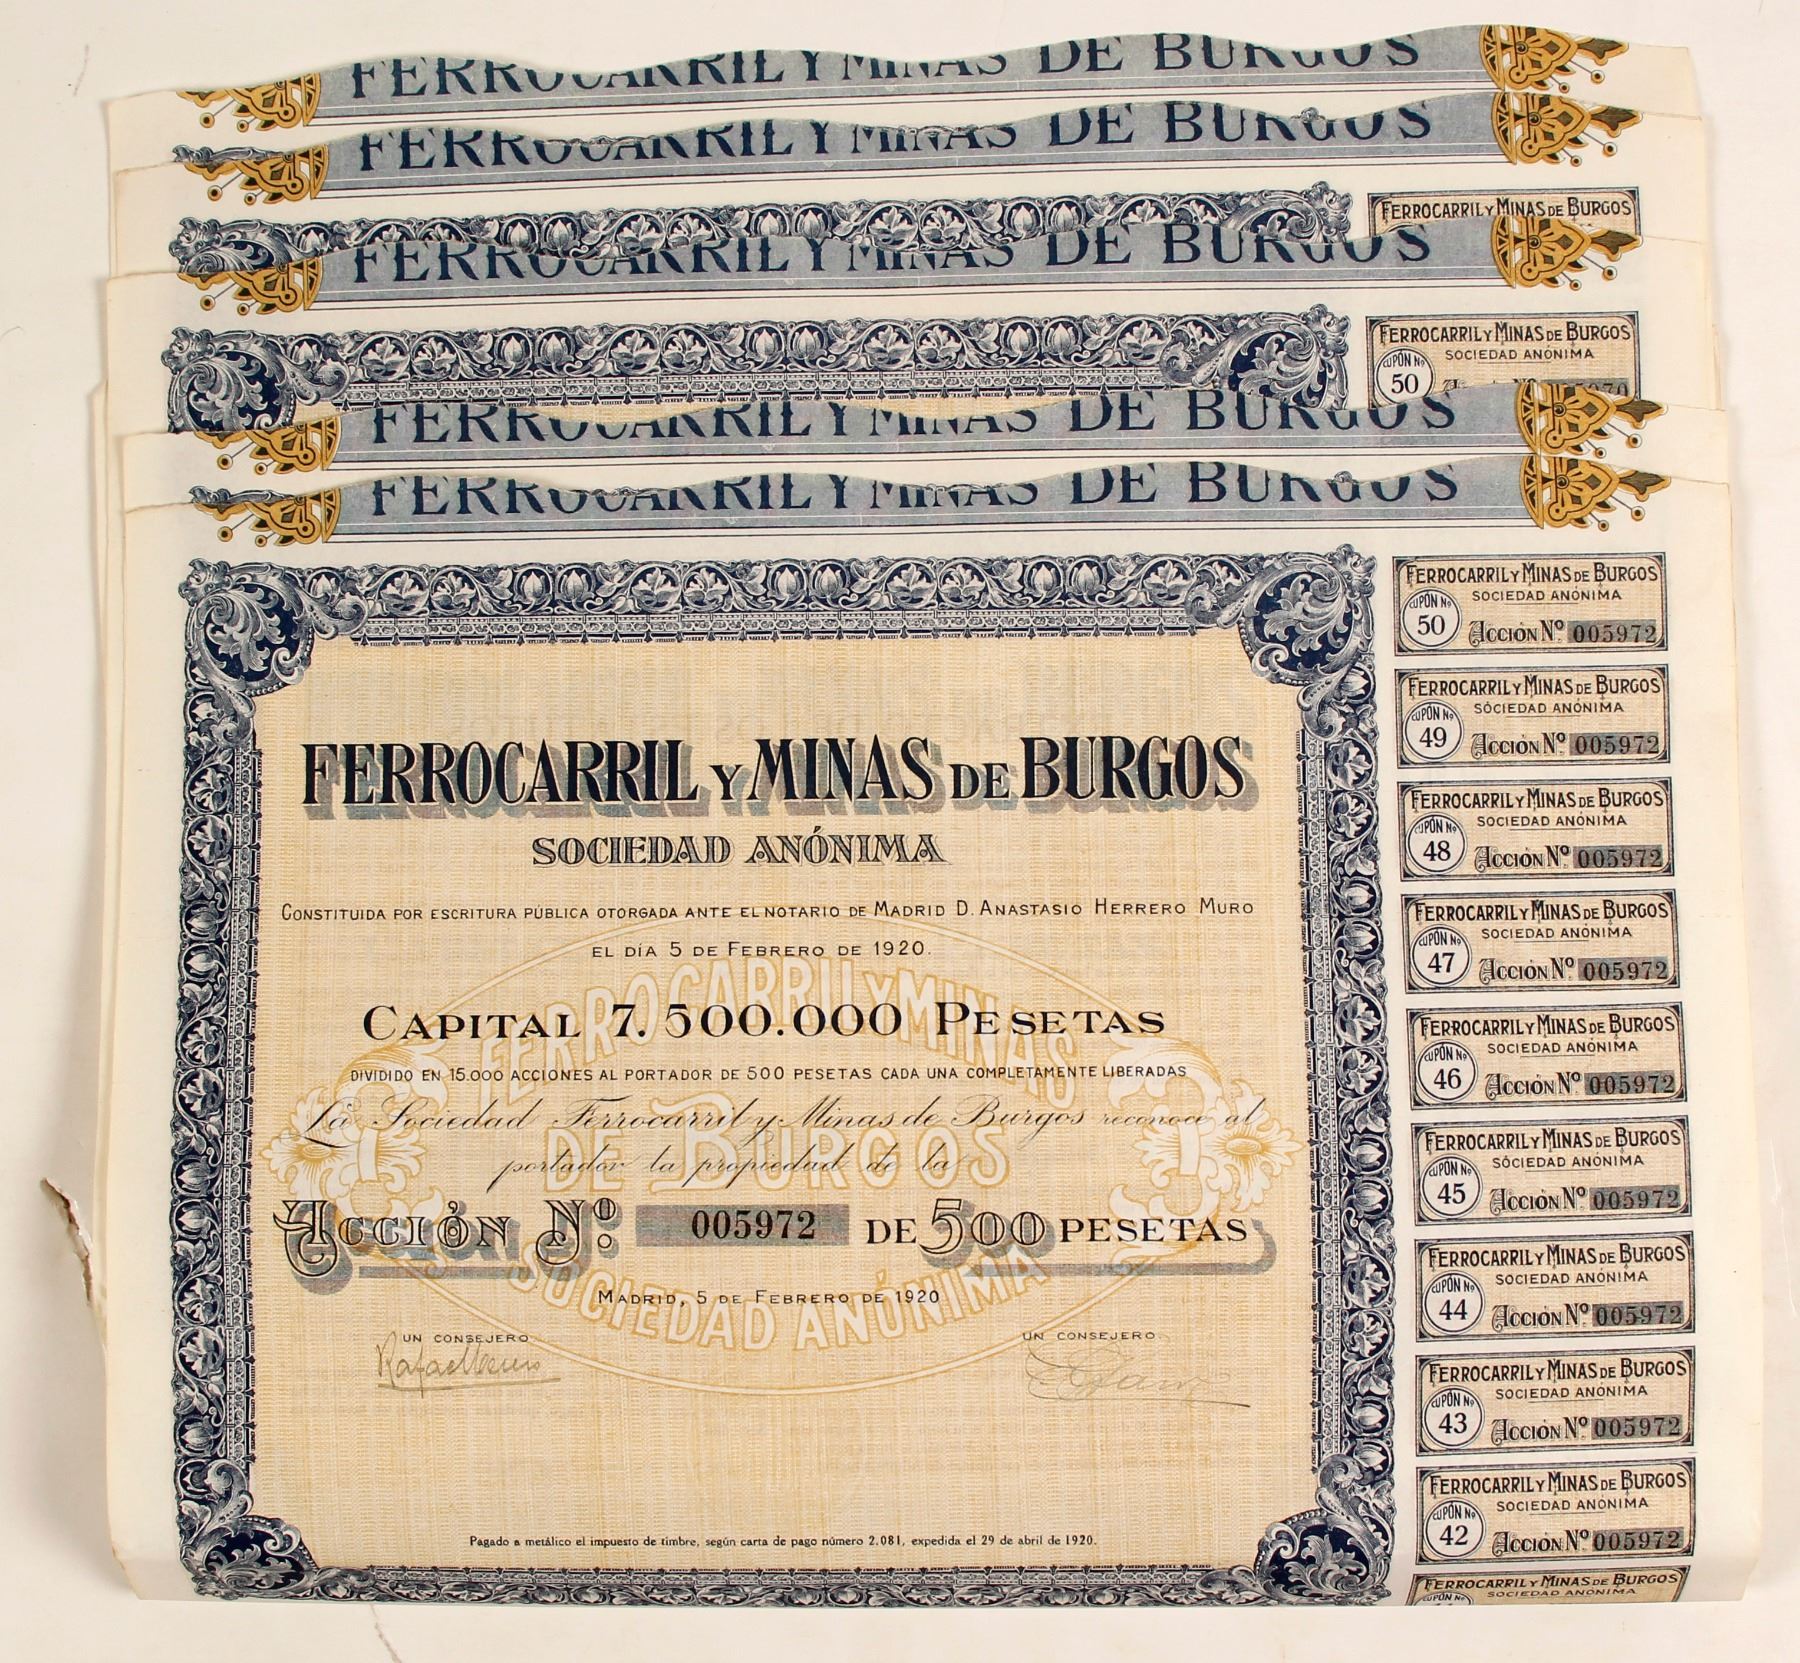 FERROCARRIL Y MINAS DE BURGOS
FERROCARRIL Y MINAS DE BURGOS
FERROCARRIL Y MINAS DE BURGOS
FERROCARRIL Y MINAS DE BURGOS
FERROCARRIL Y MINAS DE BURGOS
SOCIEDAD ANÓNIMA
CUPÓN Nº
50
FERROCARRIL Y MINAS DE BURGOS
FERROCARRIL Y MINAS DE BURGOS
FERROCARRIL Y MINAS DE BURGOS
SOCIEDAD ANÓNIMA
CONSTITUIDA POR ESCRITURA PÚBLICA OTORGADA ANTE EL NOTARIO DE MADRID D. ANASTASIO HERRERO MURO
EL DÍA 5 DE FEBRERO DE 1920.
CAPITAL 7.500.000 PESETAS
DIVIDIDO EN 15.000 ACCIONES AL PORTADOR DE 500 PESETAS CADA UNA COMPLETAMENTE LIBERADAS
La Sociedad Ferrocarril y Minas de Burgos reconoce al
portador la propiedad de la
ACCIÓN Nº. 005972 DE 500 PESETAS
MADRID, 5 DE FEBRERO DE 1920
UN CONSEJERO
UN CONSEJERO
Pagado a metálico el impuesto de timbre, según carta de pago número 2.081, expedida el 29 de abril de 1920.
FERROCARRIL Y MINAS
DE BURGOS
SOCIEDAD ANÓNIMA
FERROCARRIL Y MINAS DE BURGOS
SOCIEDAD ANÓNIMA
CUPÓN Nº
50
ACCIÓN Nº 005972
FERROCARRIL Y MINAS DE BURGOS
SOCIEDAD ANÓNIMA
CUPÓN Nº
49
ACCIÓN Nº 005972
FERROCARRIL Y MINAS DE BURGOS
SOCIEDAD ANÓNIMA
CUPÓN Nº
48
ACCIÓN Nº 005972
FERROCARRIL Y MINAS DE BURGOS
SOCIEDAD ANÓNIMA
CUPÓN Nº
47
ACCIÓN Nº 005972
FERROCARRIL Y MINAS DE BURGOS
SOCIEDAD ANÓNIMA
CUPÓN Nº
46
ACCIÓN Nº 005972
FERROCARRIL Y MINAS DE BURGOS
SOCIEDAD ANÓNIMA
CUPÓN Nº
45
ACCIÓN Nº 005972
FERROCARRIL Y MINAS DE BURGOS
SOCIEDAD ANÓNIMA
CUPÓN Nº
44
ACCIÓN Nº 005972
FERROCARRIL Y MINAS DE BURGOS
SOCIEDAD ANÓNIMA
CUPÓN Nº
43
ACCIÓN Nº 005972
FERROCARRIL Y MINAS DE BURGOS
SOCIEDAD ANÓNIMA
CUPÓN Nº
42
ACCIÓN Nº 005972
FERROCARRIL Y MINAS DE BURGOS
SOCIEDAD ANÓNIMA
CUPÓN Nº